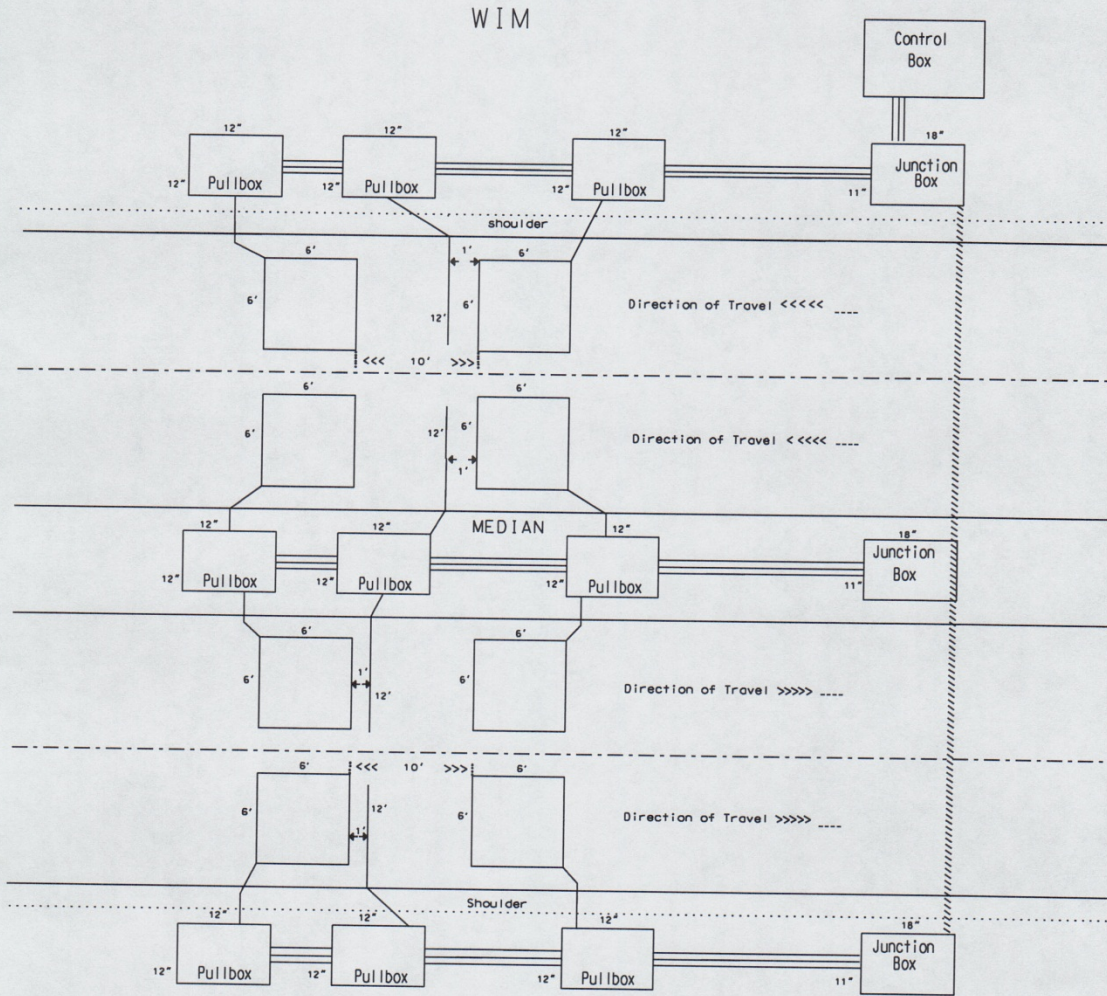 WIM
Control
Box
12" 12" 12" 18"
12" Pullbox 12" Pullbox 12" Pullbox 11" Junction
Box
shoulder
6' 1' 6'
6' 12' 6' Direction of Travel <<<<< ----
<<< 10' >>>
6' 6'
6' 12' 6' Direction of Travel <<<<< ----
1'
12" 12" MEDIAN 12" 18"
12" Pullbox 12" Pullbox 12" Pullbox 11" Junction
Box
6' 6'
6' 1' 12' 6' Direction of Travel >>>>> ----
6' <<< 10' >>> 6'
6' 12' 6' Direction of Travel >>>>> ----
1'
Shoulder
12" 12" 12" 18"
12" Pullbox 12" Pullbox 12" Pullbox 11" Junction
Box